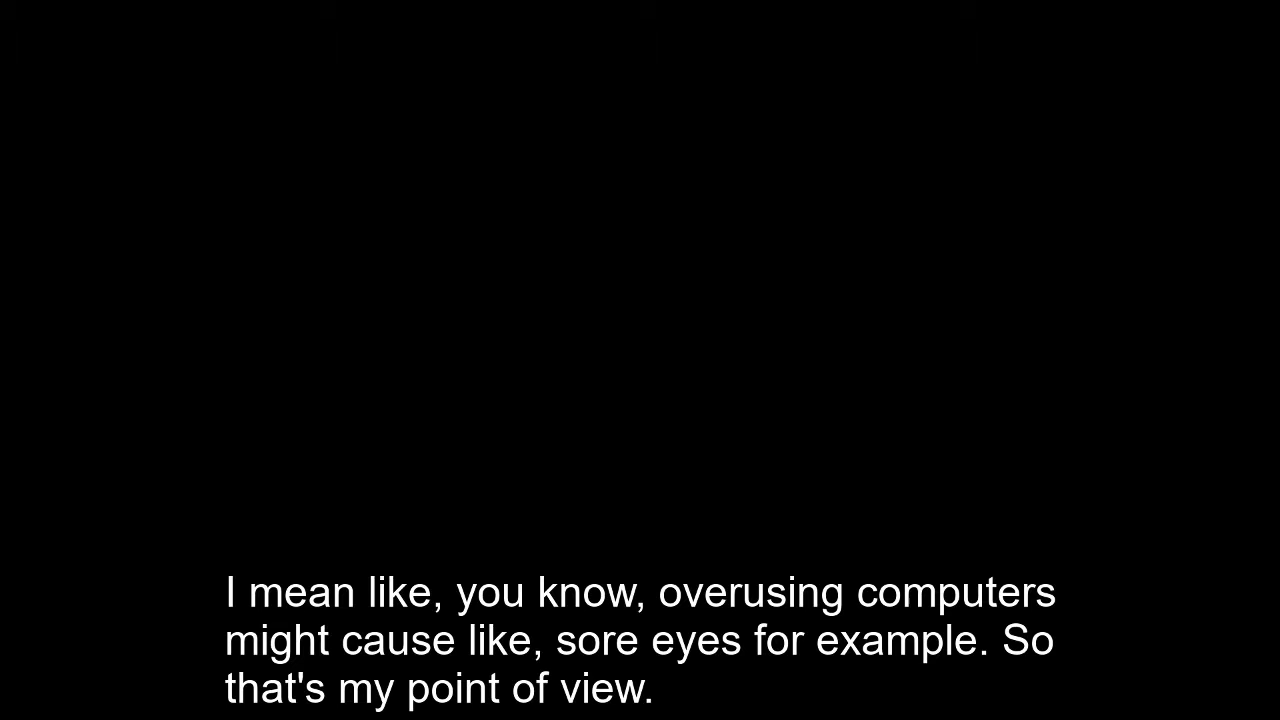 I mean like, you know, overusing computers
might cause like, sore eyes for example. So
that's my point of view.